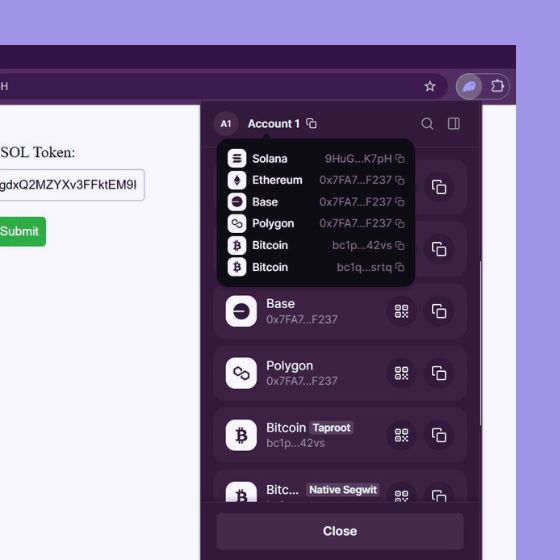 H
A1 Account 1
SOL Token:
gdxQ2MZYXv3FFktEM9I
Submit
Solana 9HuG...K7pH
Ethereum 0x7FA7...F237
Base 0x7FA7...F237
Polygon 0x7FA7...F237
Bitcoin bc1p...42vs
Bitcoin bc1q...srtq
Base
0x7FA7...F237
Polygon
0x7FA7...F237
Bitcoin Taproot
bc1p...42vs
Bitc... Native Segwit
Close